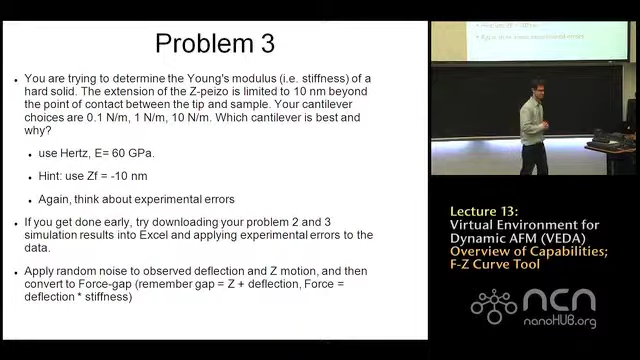 Problem 3
You are trying to determine the Young's modulus (i.e. stiffness) of a
hard solid. The extension of the Z-peizo is limited to 10 nm beyond
the point of contact between the tip and sample. Your cantilever
choices are 0.1 N/m, 1 N/m, 10 N/m. Which cantilever is best and
why?
use Hertz, E= 60 GPa.
Hint: use Zf = -10 nm
Again, think about experimental errors
If you get done early, try downloading your problem 2 and 3
simulation results into Excel and applying experimental errors to the
data.
Apply random noise to observed deflection and Z motion, and then
convert to Force-gap (remember gap = Z + deflection, Force =
deflection * stiffness)
Lecture 13:
Virtual Environment for
Dynamic AFM (VEDA)
Overview of Capabilities;
F-Z Curve Tool
ncn
nanoHUB.org